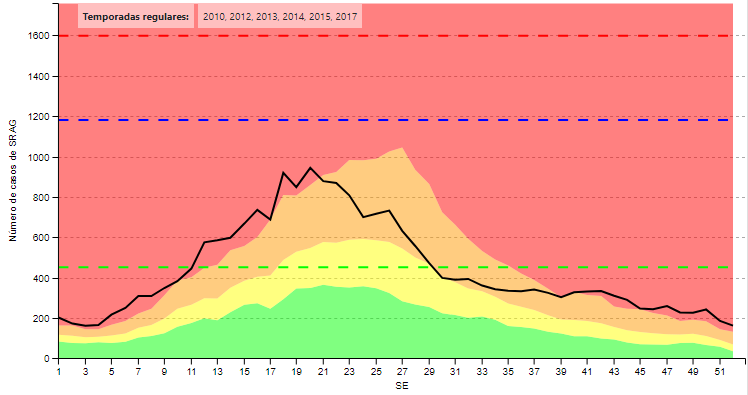 Temporadas regulares: 2010, 2012, 2013, 2014, 2015, 2017
1600
1400
1200
1000
800
600
400
200
0
Número de casos de SRAG
1 3 5 7 9 11 13 15 17 19 21 23 25 27 29 31 33 35 37 39 41 43 45 47 49 51
SE